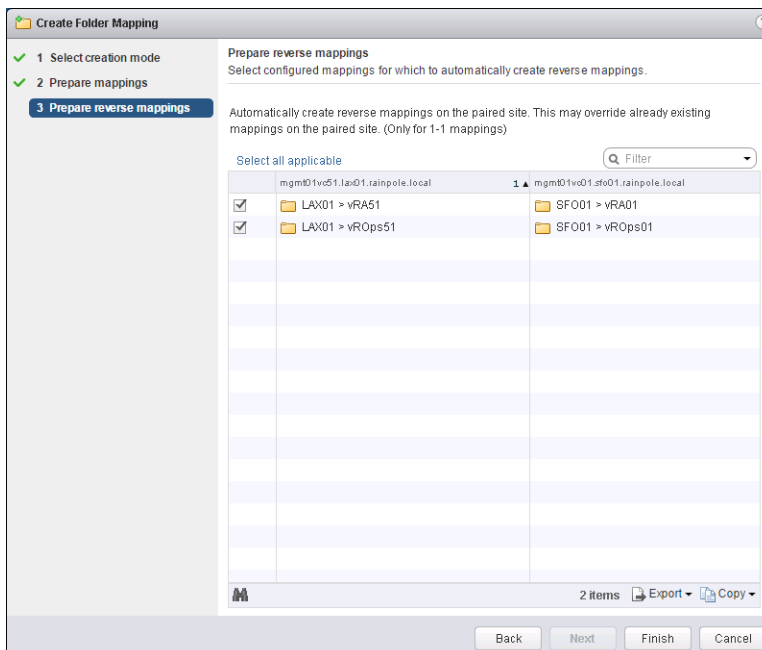 Create Folder Mapping
1 Select creation mode
2 Prepare mappings
3 Prepare reverse mappings
Prepare reverse mappings
Select configured mappings for which to automatically create reverse mappings.
Automatically create reverse mappings on the paired site. This may override already existing
mappings on the paired site. (Only for 1-1 mappings)
Select all applicable
Filter
mgmt01vc51.lax01.rainpole.local 1 ▲ mgmt01vc01.sfo01.rainpole.local
LAX01 > vRA51 SFO01 > vRA01
LAX01 > vROps51 SFO01 > vROps01
2 items Export Copy
Back Next Finish Cancel